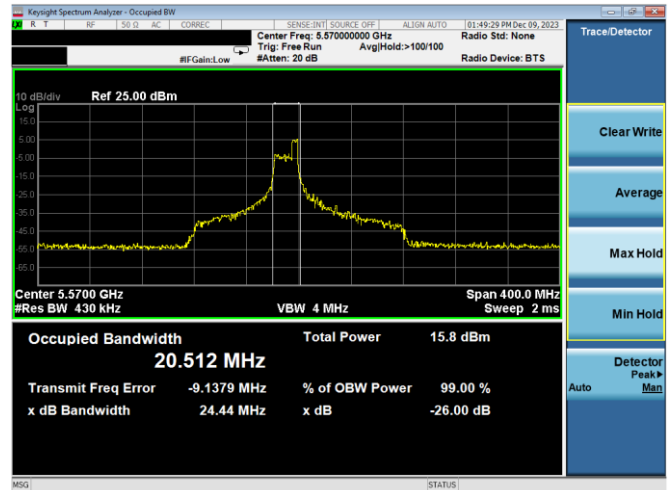 Keysight Spectrum Analyzer - Occupied BW
LXI R T RF 50 Ω AC CORREC SENSE:INT SOURCE OFF ALIGN AUTO 01:49:29 PM Dec 09, 2023
Center Freq: 5.570000000 GHz Radio Std: None
Trig: Free Run Avg|Hold:>100/100
#IFGain:Low #Atten: 20 dB Radio Device: BTS
10 dB/div Ref 25.00 dBm
Log
15.0
5.00
-5.00
-15.0
-25.0
-35.0
-45.0
-55.0
-65.0
Center 5.5700 GHz Span 400.0 MHz
#Res BW 430 kHz VBW 4 MHz Sweep 2 ms
Occupied Bandwidth Total Power 15.8 dBm
20.512 MHz
Transmit Freq Error -9.1379 MHz % of OBW Power 99.00 %
x dB Bandwidth 24.44 MHz x dB -26.00 dB
MSG STATUS
Trace/Detector
Clear Write
Average
Max Hold
Min Hold
Detector
Peak▶
Auto Man